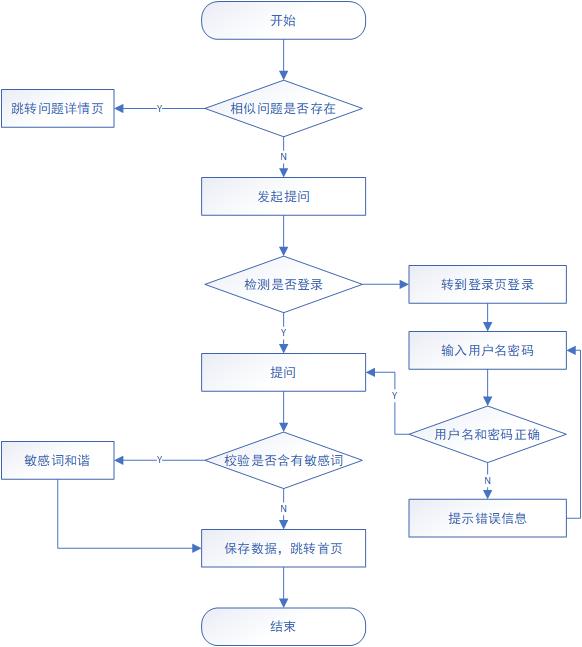 开始
相似问题是否存在
Y
跳转问题详情页
N
发起提问
检测是否登录
转到登录页登录
Y
输入用户名密码
提问
Y
用户名和密码正确
校验是否含有敏感词
Y
敏感词和谐
N
提示错误信息
N
保存数据，跳转首页
结束